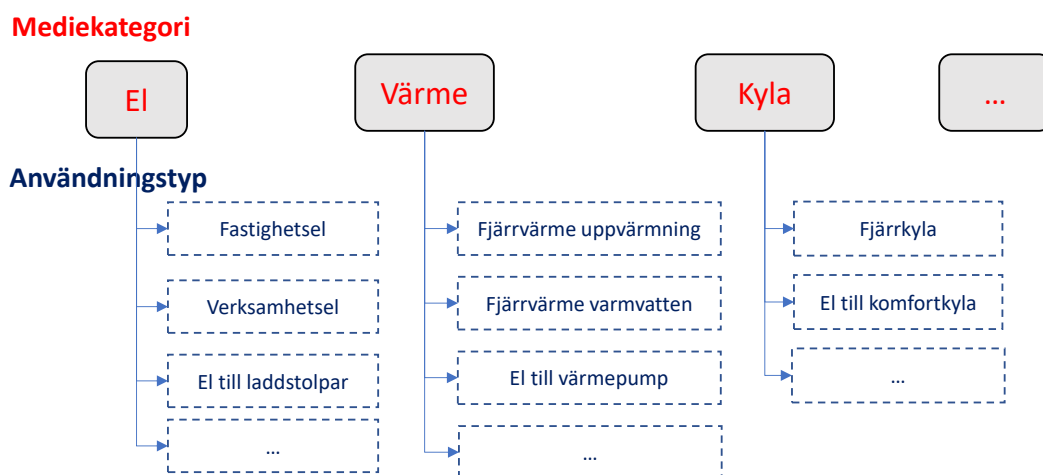 Mediekategori
El
Värme
Kyla
...
Användningstyp
Fastighetsel
Verksamhetsel
El till laddstolpar
...
Fjärrvärme uppvärmning
Fjärrvärme varmvatten
El till värmepump
...
Fjärrkyla
El till komfortkyla
...